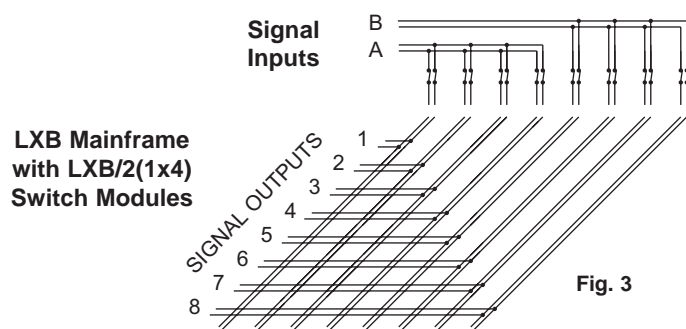 B
Signal
Inputs
A
LXB Mainframe
with LXB/2(1x4)
Switch Modules
SIGNAL OUTPUTS
1
2
3
4
5
6
7
8
Fig. 3